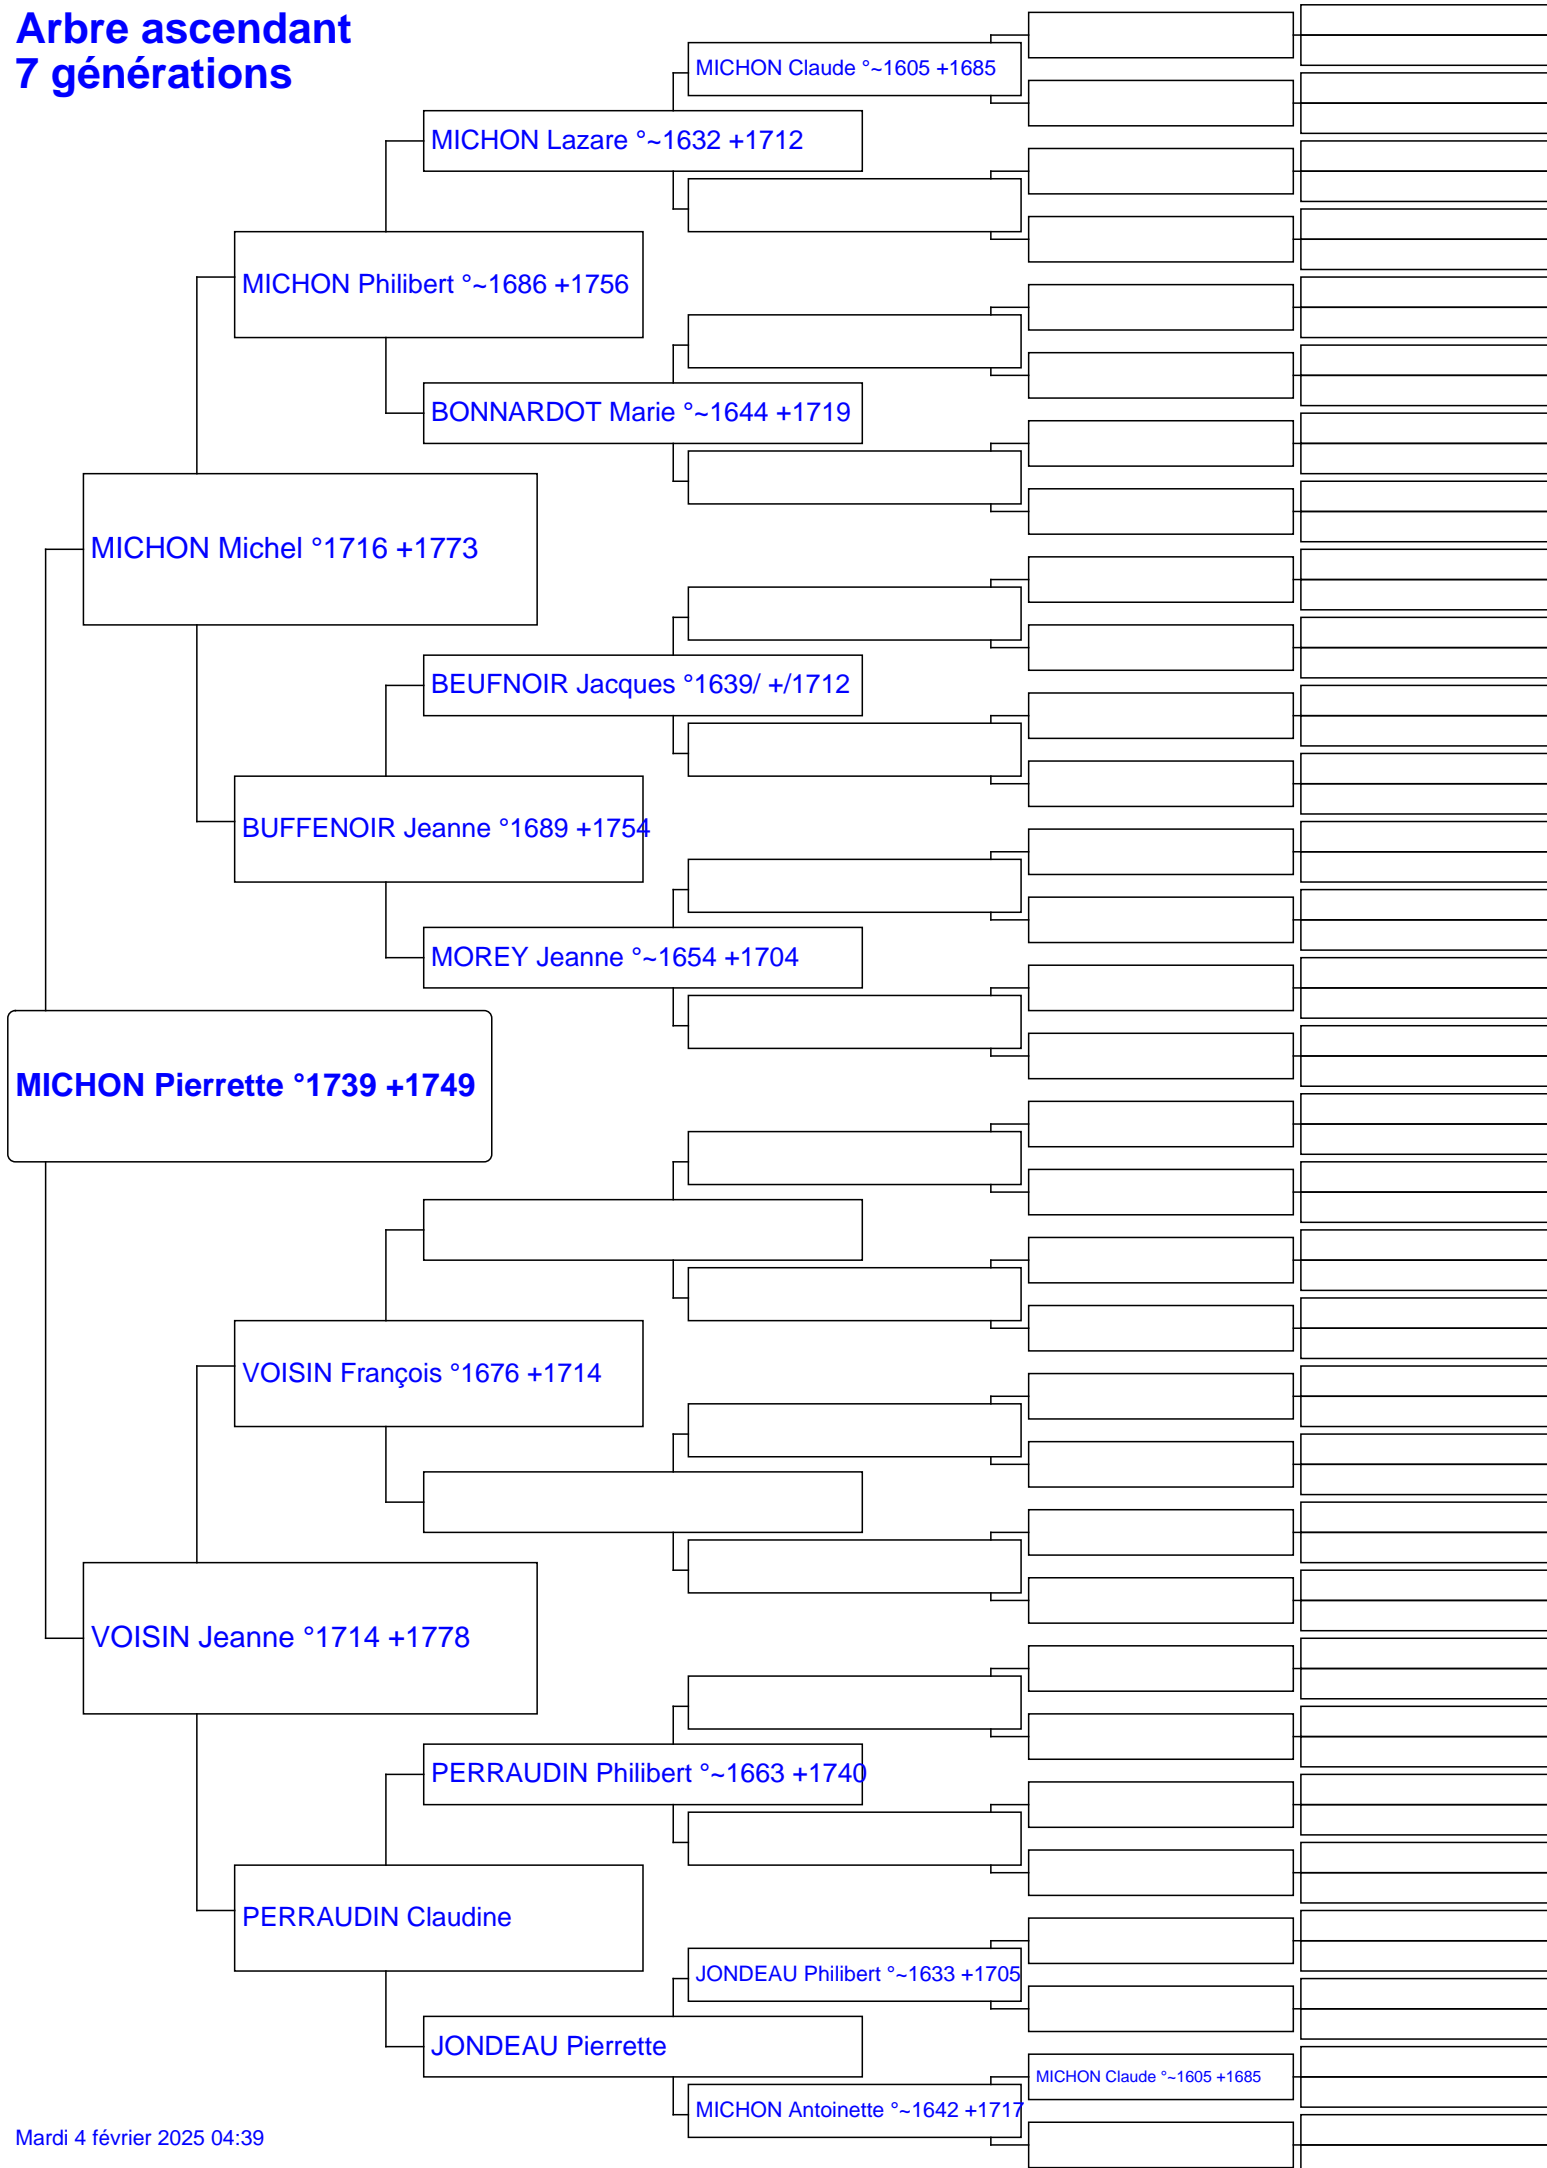 Arbre ascendant
7 générations
MICHON Claude °~1605 +1685
MICHON Lazare °~1632 +1712
MICHON Philibert °~1686 +1756
BONNARDOT Marie °~1644 +1719
MICHON Michel °1716 +1773
BEUFNOIR Jacques °1639/ +/1712
BUFFENOIR Jeanne °1689 +1754
MOREY Jeanne °~1654 +1704
MICHON Pierrette °1739 +1749
VOISIN François °1676 +1714
VOISIN Jeanne °1714 +1778
PERRAUDIN Philibert °~1663 +1740
PERRAUDIN Claudine
JONDEAU Philibert °~1633 +1705
JONDEAU Pierrette
MICHON Claude °~1605 +1685
MICHON Antoinette °~1642 +1717
Mardi 4 février 2025 04:39